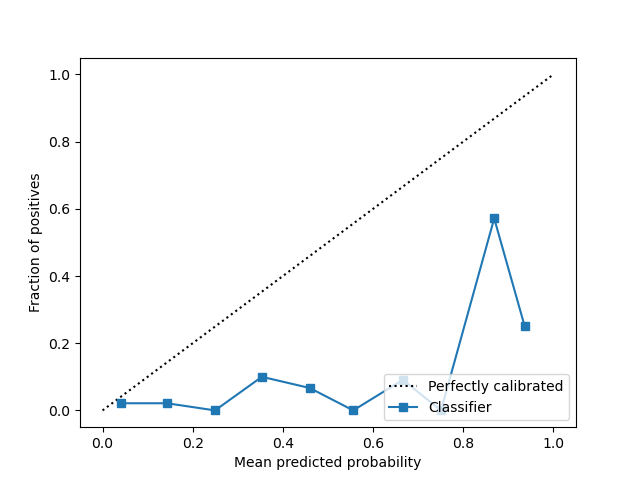 1.0
0.8
0.6
0.4
0.2
0.0
Fraction of positives
Perfectly calibrated
Classifier
0.0 0.2 0.4 0.6 0.8 1.0
Mean predicted probability